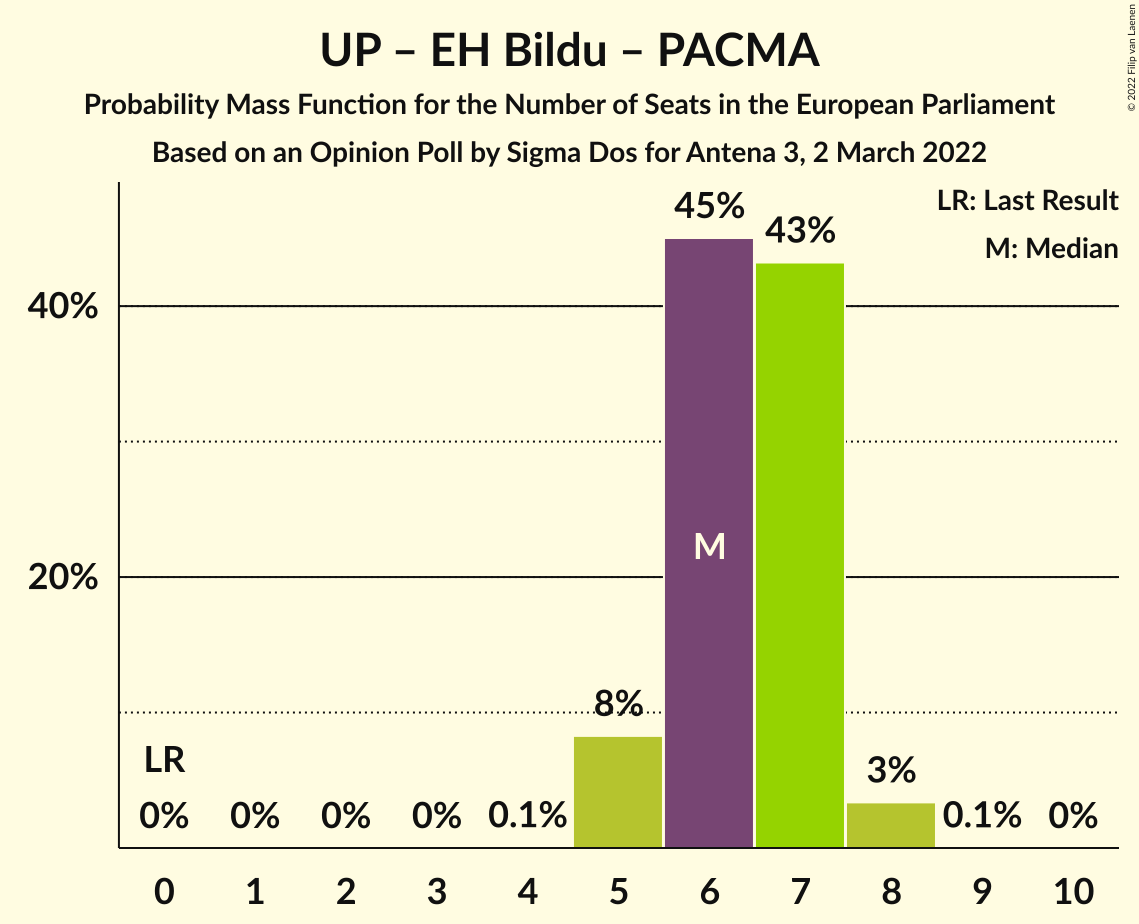 UP – EH Bildu – PACMA
Probability Mass Function for the Number of Seats in the European Parliament
Based on an Opinion Poll by Sigma Dos for Antena 3, 2 March 2022
© 2022 Filip van Laenen
LR: Last Result
M: Median
45%
43%
40%
M
20%
8%
LR
3%
0% 0% 0% 0% 0.1% 0.1% 0%
0 1 2 3 4 5 6 7 8 9 10